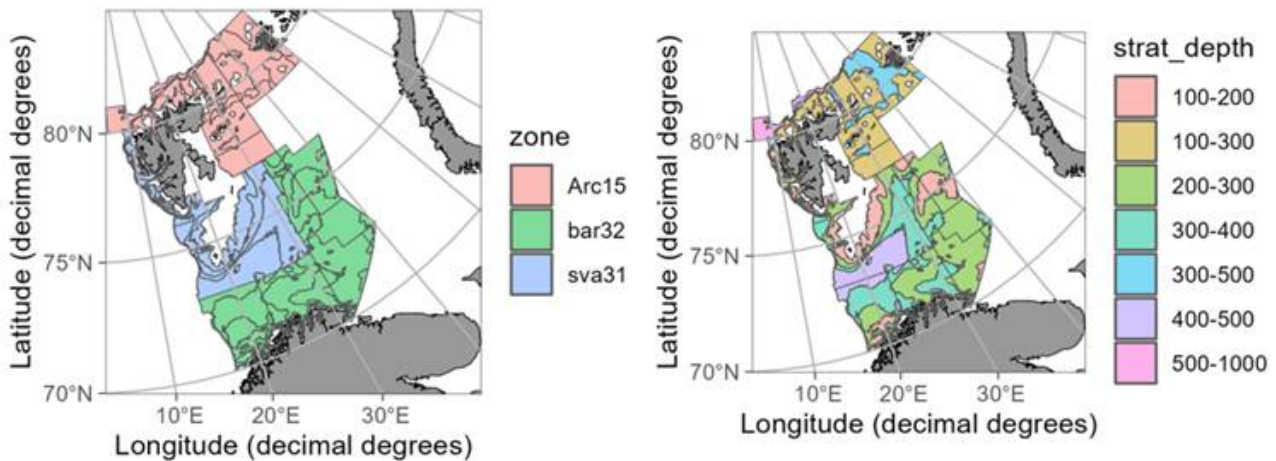 Latitude (decimal degrees)
80°N
75°N
70°N
10°E
20°E
30°E
Longitude (decimal degrees)
zone
Arc15
bar32
sva31
Latitude (decimal degrees)
80°N
75°N
70°N
10°E
20°E
30°E
Longitude (decimal degrees)
strat_depth
100-200
100-300
200-300
300-400
300-500
400-500
500-1000